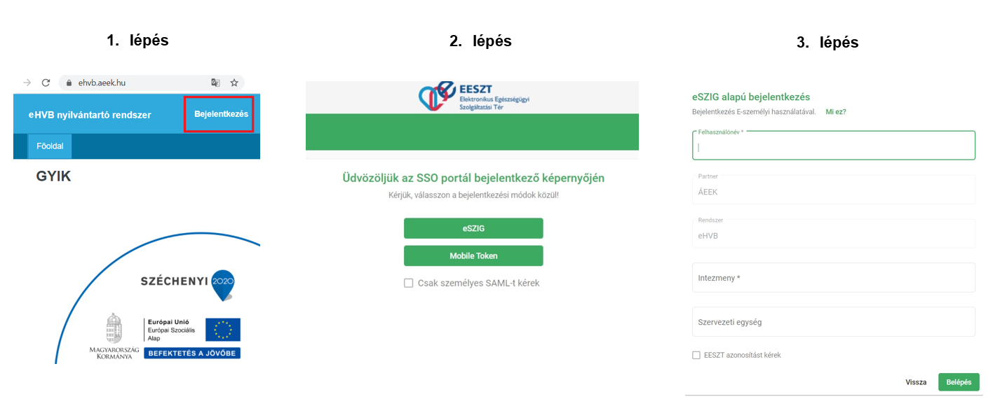 1. lépés
ehvb.aeek.hu
eHVB nyilvántartó rendszer
Bejelentkezés
Főoldal
GYIK
SZÉCHENYI 2020
MAGYARORSZÁG
KORMÁNYA
Európai Unió
Európai Szociális
Alap
BEFEKTETÉS A JÖVŐBE
2. lépés
EESZT
Elektronikus Egészségügyi
Szolgáltatási Tér
Üdvözöljük az SSO portál bejelentkező képernyőjén
Kérjük, válasszon a bejelentkezési módok közül!
eSZIG
Mobile Token
Csak személyes SAML-t kérek
3. lépés
eSZIG alapú bejelentkezés
Bejelentkezés E-személyi használatával. Mi ez?
Felhasználónév *
Partner
ÁEEK
Rendszer
eHVB
Intezmeny *
Szervezeti egység
EESZT azonosítást kérek
Vissza
Belépés